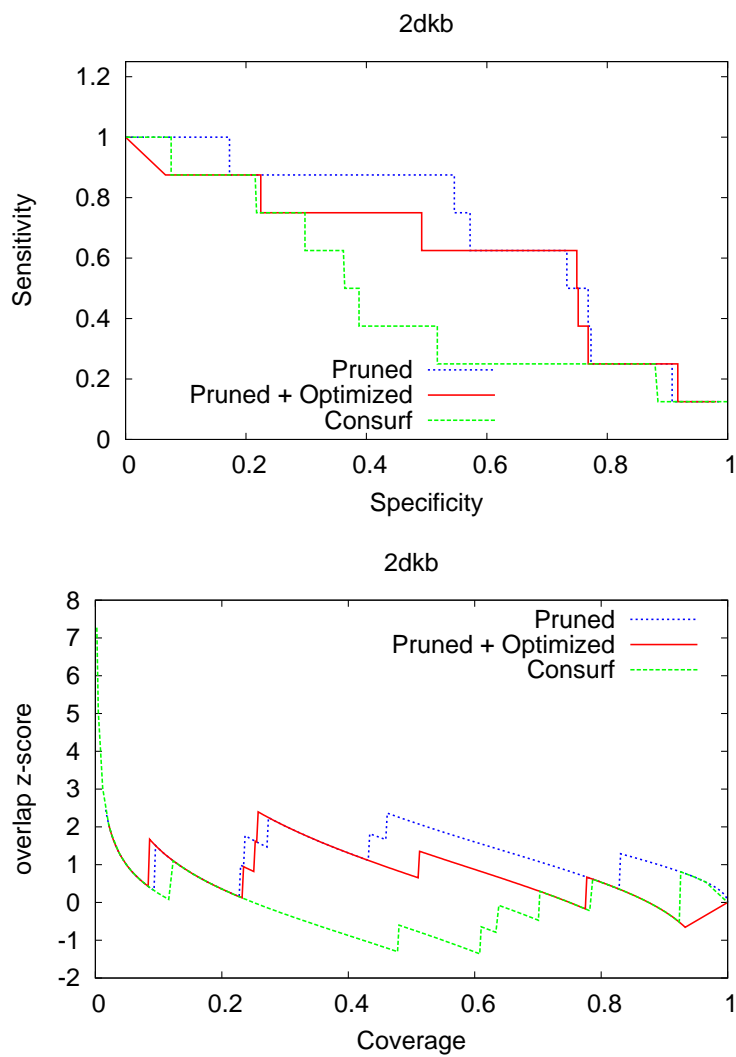 2dkb
1.2
1
0.8
0.6
0.4
0.2
0
Sensitivity
Pruned
Pruned + Optimized
Consurf
0 0.2 0.4 0.6 0.8 1
Specificity
2dkb
8
7
6
5
4
3
2
1
0
-1
-2
overlap z-score
Pruned
Pruned + Optimized
Consurf
0 0.2 0.4 0.6 0.8 1
Coverage